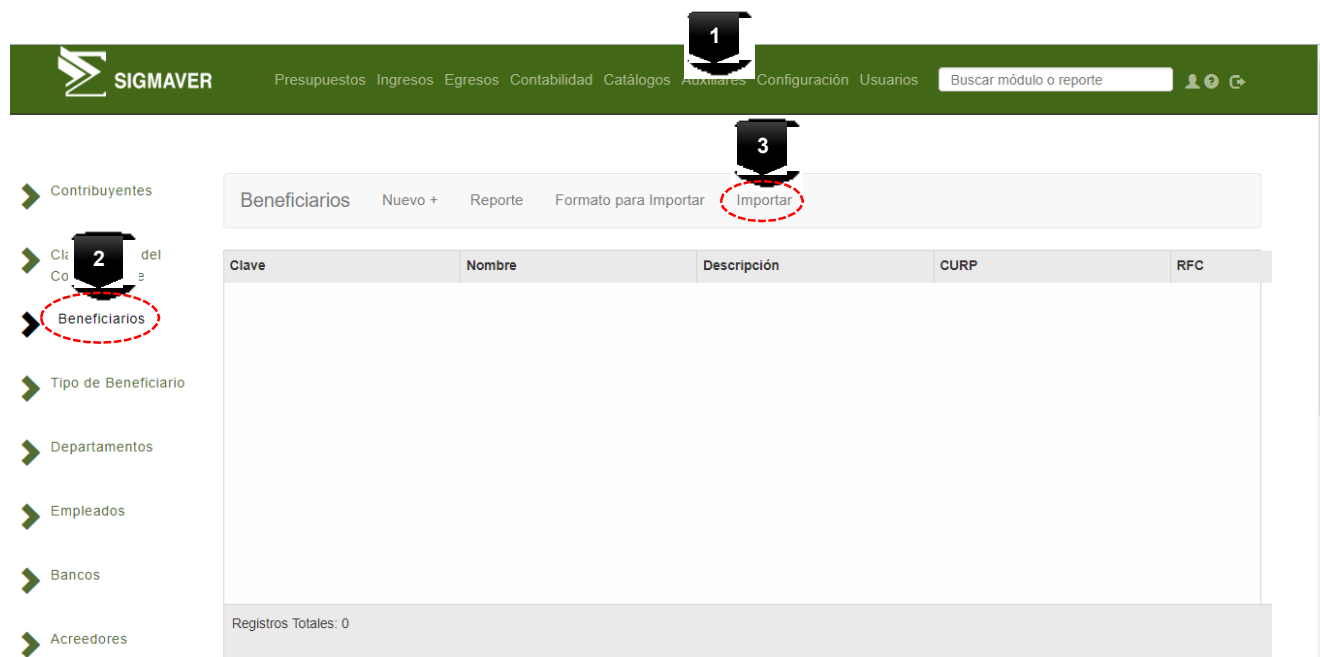 1
SIGMAVER Presupuestos Ingresos Egresos Contabilidad Catálogos Auxiliares Configuración Usuarios Buscar módulo o reporte
3
Contribuyentes
Beneficiarios Nuevo + Reporte Formato para Importar Importar
2
del
Clave Nombre Descripción CURP RFC
Beneficiarios
Tipo de Beneficiario
Departamentos
Empleados
Bancos
Registros Totales: 0
Acreedores